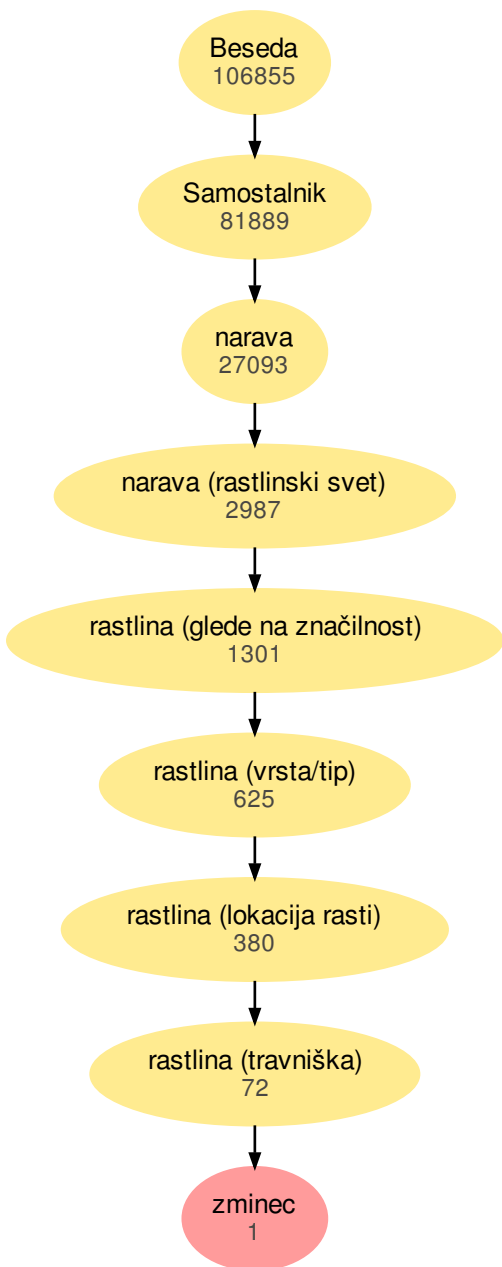 Beseda
106855
Samostalnik
81889
narava
27093
narava (rastlinski svet)
2987
rastlina (glede na značilnost)
1301
rastlina (vrsta/tip)
625
rastlina (lokacija rasti)
380
rastlina (travniška)
72
zminec
1